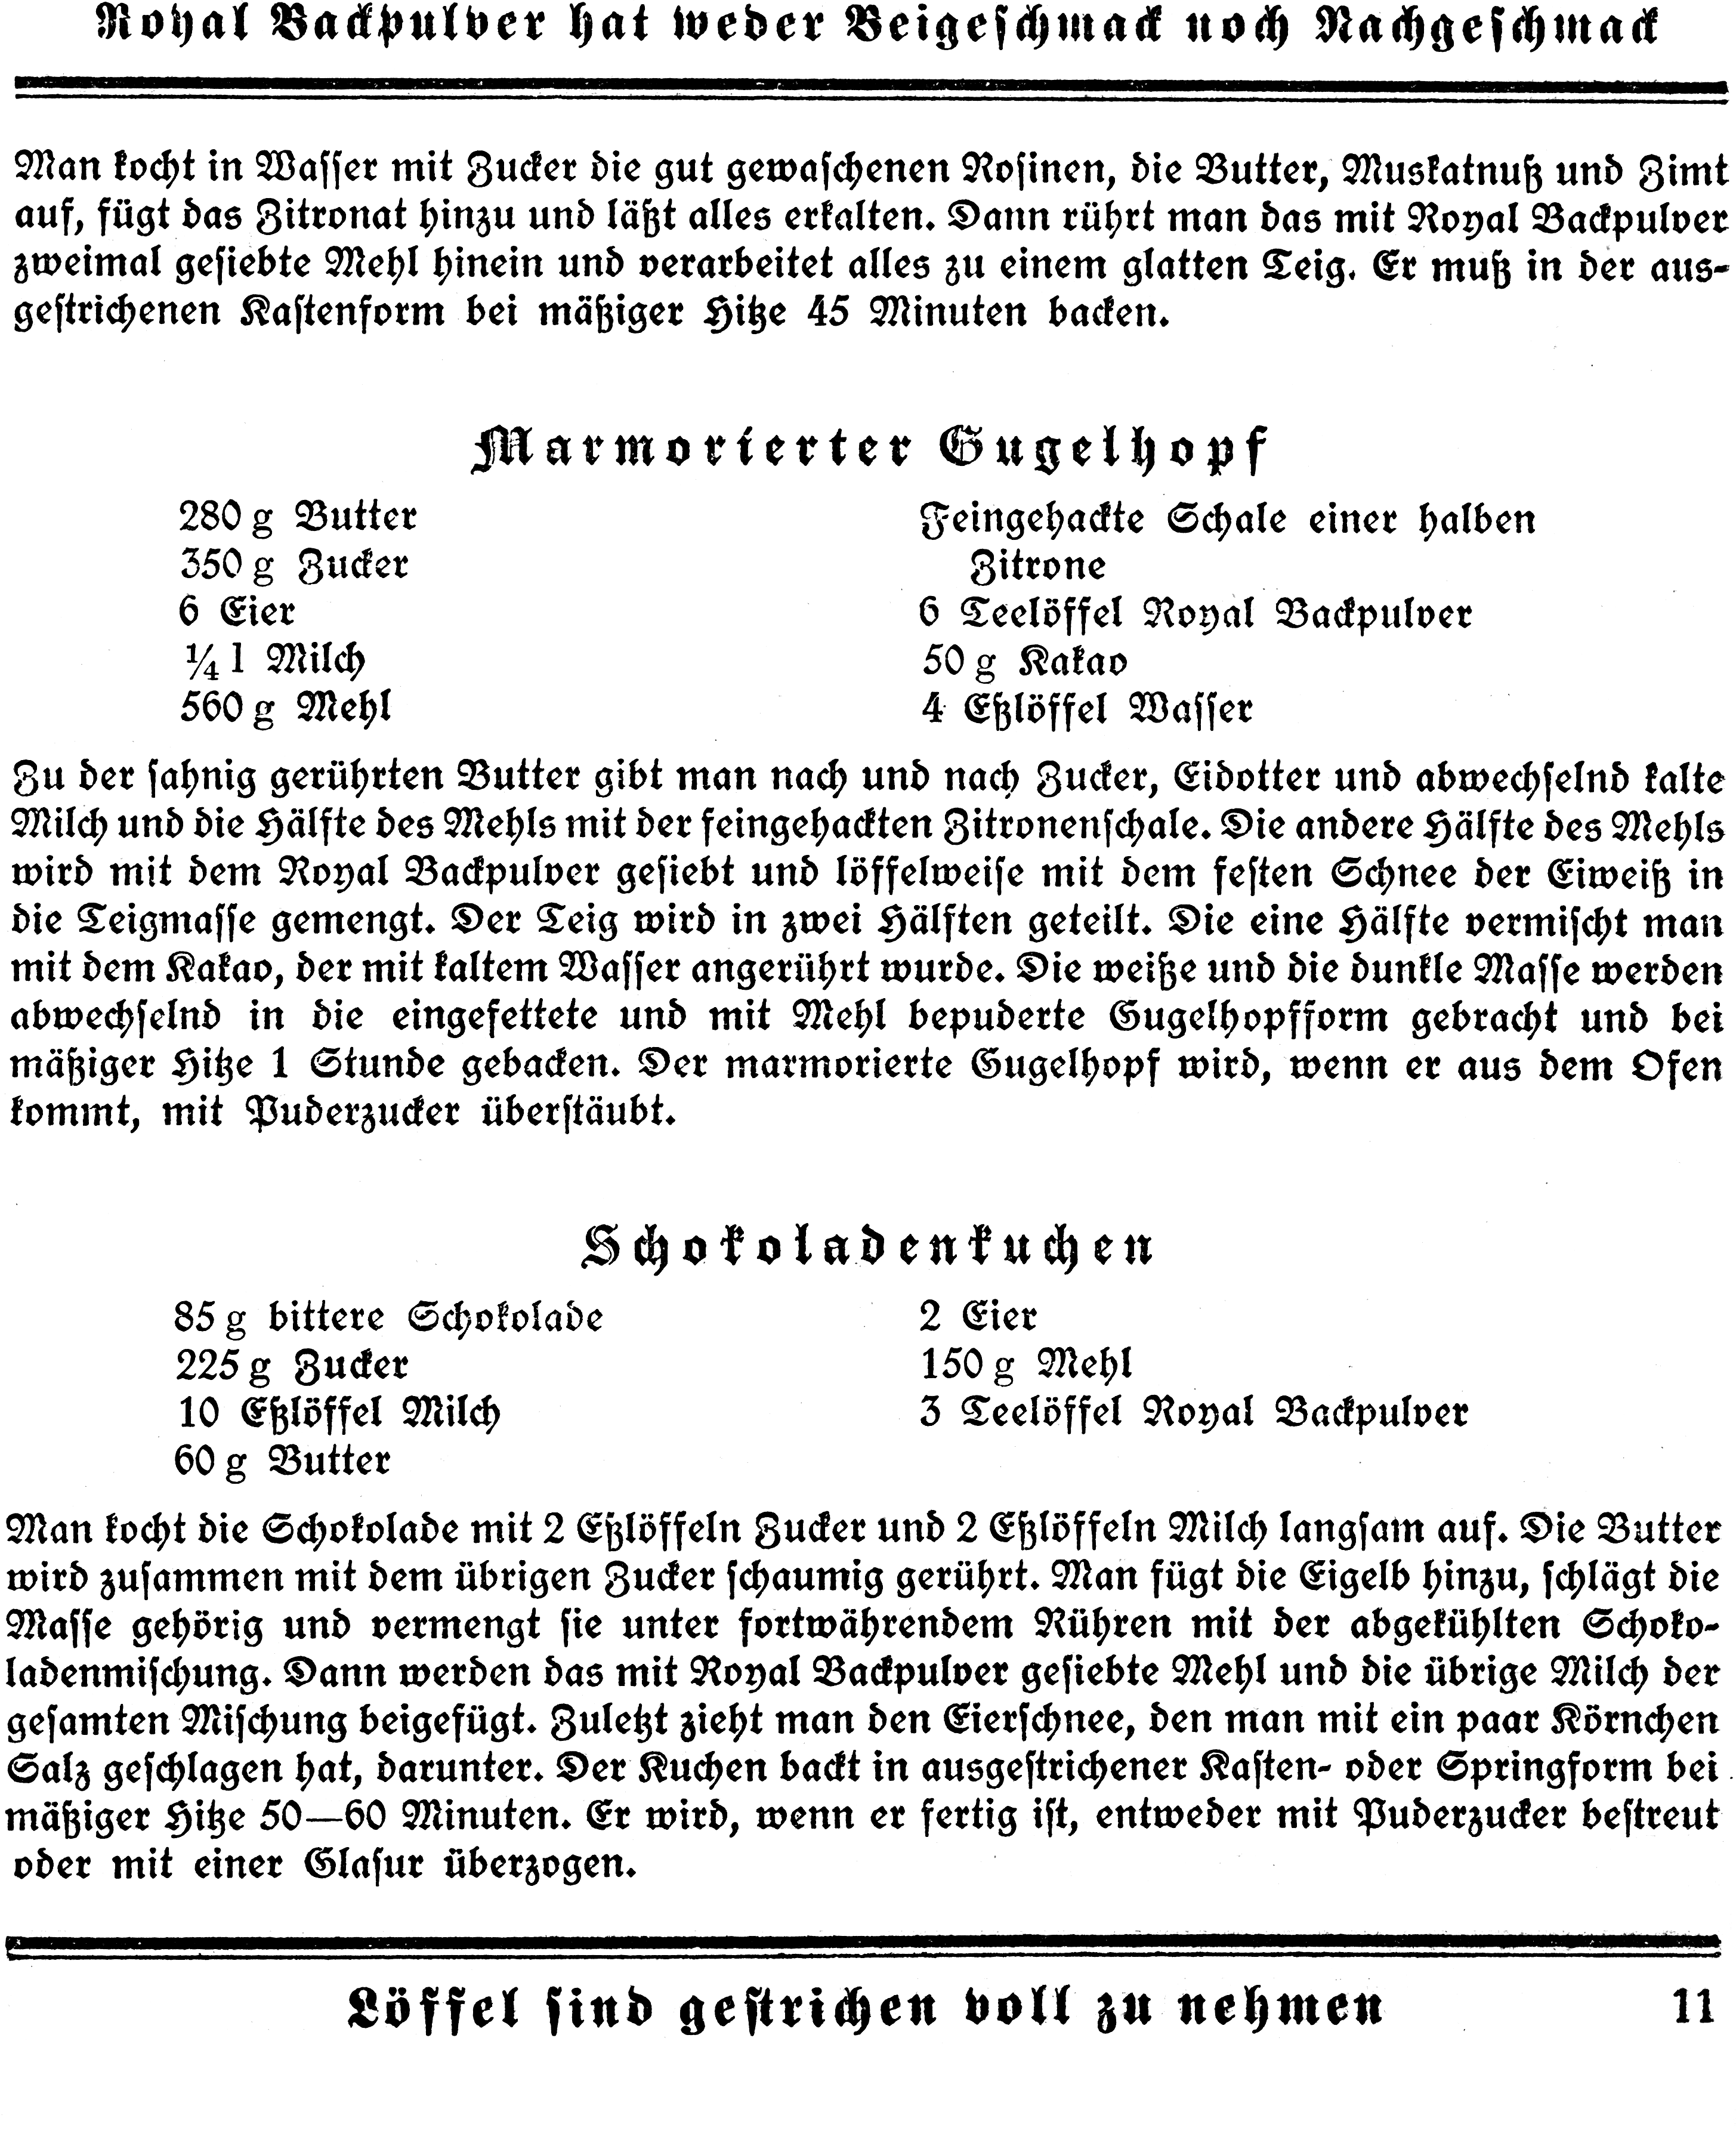 Royal Backpulver hat weder Beigeschmack noch Nachgeschmack
Man kocht in Wasser mit Zucker die gut gewaschenen Rosinen, die Butter, Muskatnuß und Zimt
auf, fügt das Zitronat hinzu und läßt alles erkalten. Dann rührt man das mit Royal Backpulver
zweimal gesiebte Mehl hinein und verarbeitet alles zu einem glatten Teig. Er muß in der aus-
gestrichenen Kastenform bei mäßiger Hitze 45 Minuten backen.
Marmorierter Gugelhopf
280 g Butter
350 g Zucker
6 Eier
¼ l Milch
560 g Mehl
Feingehackte Schale einer halben
Zitrone
6 Teelöffel Royal Backpulver
50 g Kakao
4 Eßlöffel Wasser
Zu der sahnig gerührten Butter gibt man nach und nach Zucker, Eidotter und abwechselnd kalte
Milch und die Hälfte des Mehls mit der feingehackten Zitronenschale. Die andere Hälfte des Mehls
wird mit dem Royal Backpulver gesiebt und löffelweise mit dem festen Schnee der Eiweiß in
die Teigmasse gemengt. Der Teig wird in zwei Hälften geteilt. Die eine Hälfte vermischt man
mit dem Kakao, der mit kaltem Wasser angerührt wurde. Die weiße und die dunkle Masse werden
abwechselnd in die eingefettete und mit Mehl bepuderte Gugelhopfform gebracht und bei
mäßiger Hitze 1 Stunde gebacken. Der marmorierte Gugelhopf wird, wenn er aus dem Ofen
kommt, mit Puderzucker überstäubt.
Schokoladenkuchen
85 g bittere Schokolade
225 g Zucker
10 Eßlöffel Milch
60 g Butter
2 Eier
150 g Mehl
3 Teelöffel Royal Backpulver
Man kocht die Schokolade mit 2 Eßlöffeln Zucker und 2 Eßlöffeln Milch langsam auf. Die Butter
wird zusammen mit dem übrigen Zucker schaumig gerührt. Man fügt die Eigelb hinzu, schlägt die
Masse gehörig und vermengt sie unter fortwährendem Rühren mit der abgekühlten Schoko-
ladenmischung. Dann werden das mit Royal Backpulver gesiebte Mehl und die übrige Milch der
gesamten Mischung beigefügt. Zuletzt zieht man den Eierschnee, den man mit ein paar Körnchen
Salz geschlagen hat, darunter. Der Kuchen backt in ausgestrichener Kasten- oder Springform bei
mäßiger Hitze 50—60 Minuten. Er wird, wenn er fertig ist, entweder mit Puderzucker bestreut
oder mit einer Glasur überzogen.
Löffel sind gestrichen voll zu nehmen
11